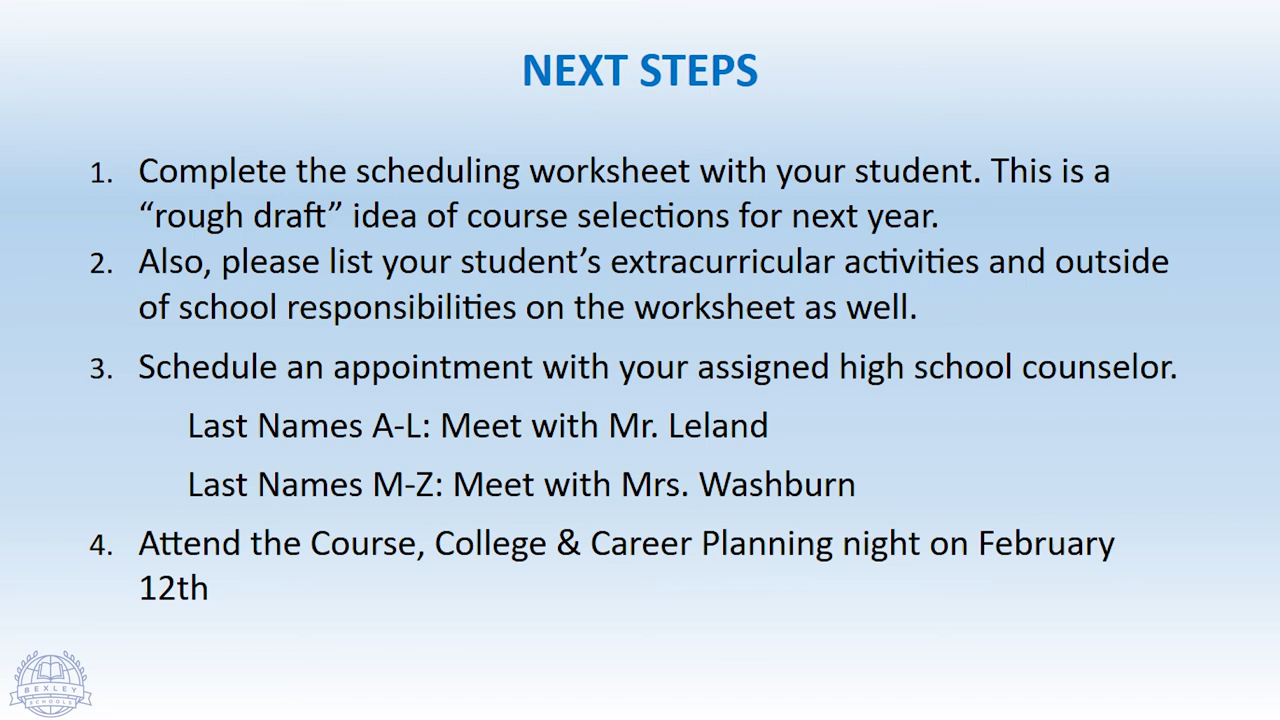 NEXT STEPS
1. Complete the scheduling worksheet with your student. This is a
“rough draft” idea of course selections for next year.
2. Also, please list your student’s extracurricular activities and outside
of school responsibilities on the worksheet as well.
3. Schedule an appointment with your assigned high school counselor.
Last Names A-L: Meet with Mr. Leland
Last Names M-Z: Meet with Mrs. Washburn
4. Attend the Course, College & Career Planning night on February
12th
BEXLEY
SCHOOLS